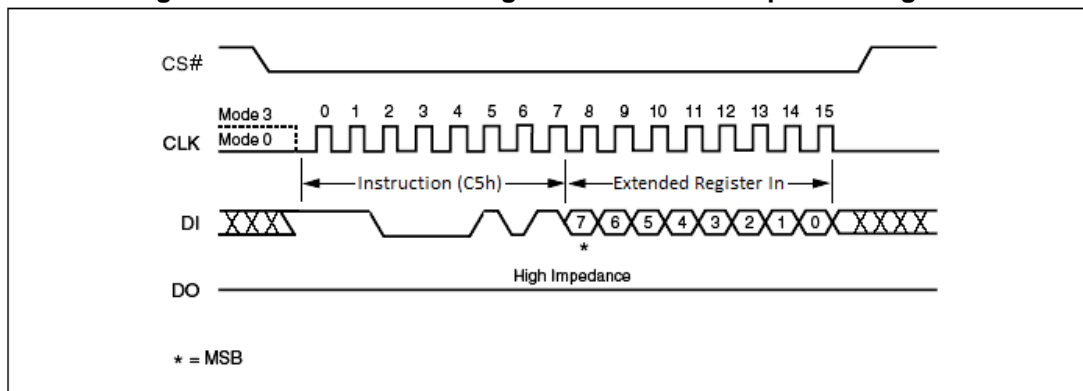 CS#
0 1 2 3 4 5 6 7 8 9 10 11 12 13 14 15
Mode 3
Mode 0
CLK
Instruction (C5h) Extended Register In
DI 7 6 5 4 3 2 1 0
*
High Impedance
DO
* = MSB